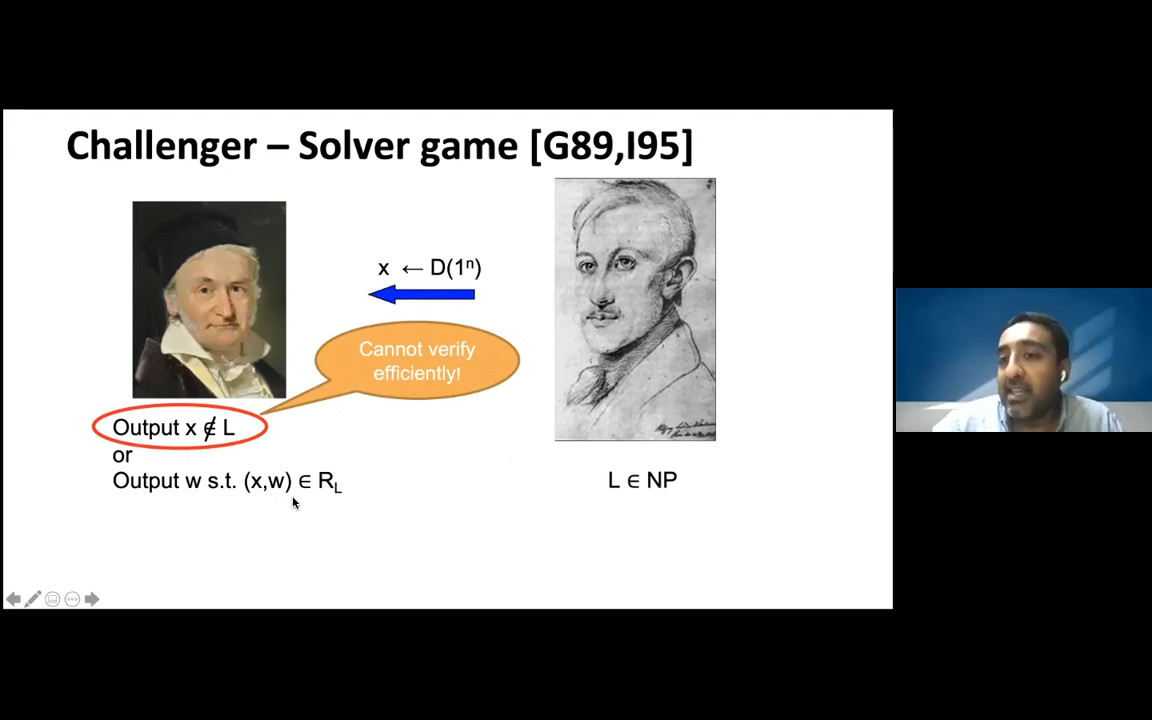 Challenger – Solver game [G89,I95]
x ← D(1ⁿ)
Cannot verify
efficiently!
Output x ∉ L
or
Output w s.t. (x,w) ∈ R_L
L ∈ NP